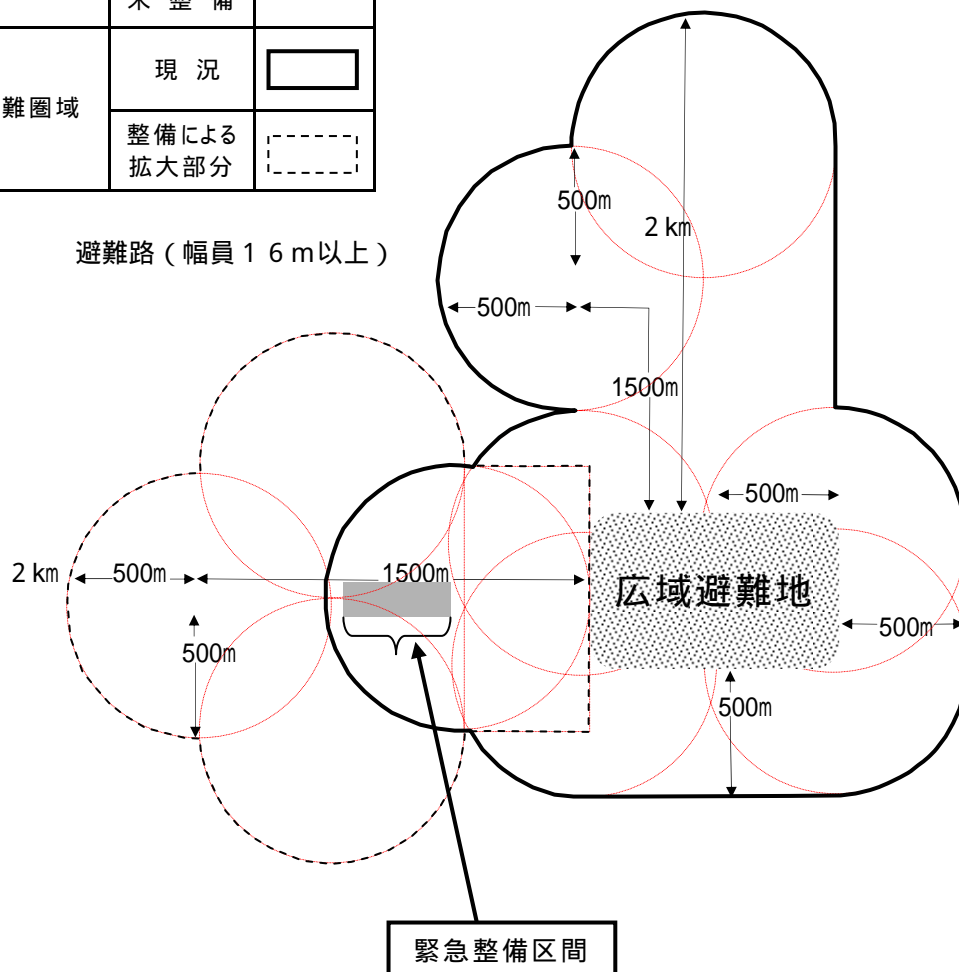 未 整 備
難圏域
現 況
整備による
拡大部分
避難路（幅員１６ｍ以上）
500m
2 km
500m
1500m
500m
2 km
500m
1500m
広域避難地
500m
500m
500m
緊急整備区間